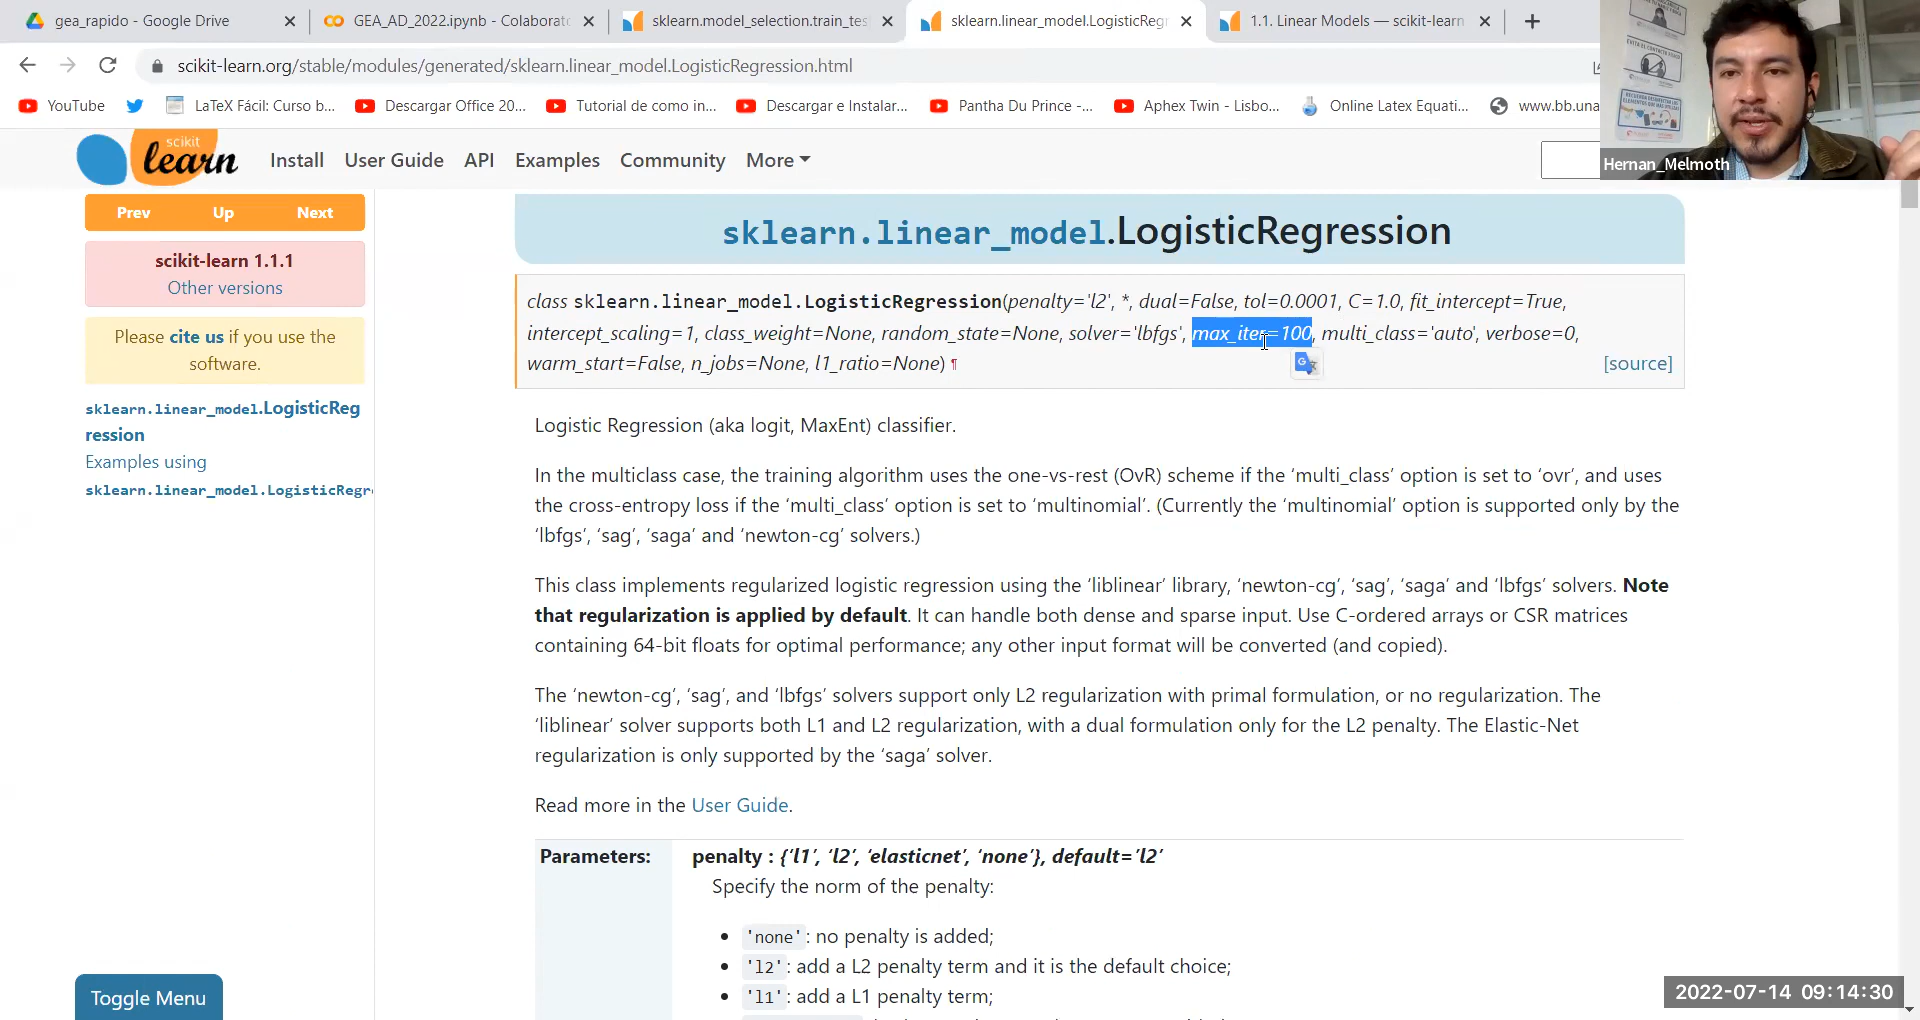 gea_rapido - Google Drive
GEA_AD_2022.ipynb - Colaborato
sklearn.model_selection.train_tes
sklearn.linear_model.LogisticRegr
1.1. Linear Models — scikit-learn
scikit-learn.org/stable/modules/generated/sklearn.linear_model.LogisticRegression.html
YouTube
LaTeX Fácil: Curso b...
Descargar Office 20...
Tutorial de como in...
Descargar e Instalar...
Pantha Du Prince -...
Aphex Twin - Lisbo...
Online Latex Equati...
www.bb.una
Hernan_Melmoth
scikit
learn
Install User Guide API Examples Community More
Prev Up Next
scikit-learn 1.1.1
Other versions
Please cite us if you use the
software.
sklearn.linear_model.LogisticReg
ression
Examples using
sklearn.linear_model.LogisticRegr
sklearn.linear_model.LogisticRegression
class sklearn.linear_model.LogisticRegression(penalty='l2', *, dual=False, tol=0.0001, C=1.0, fit_intercept=True,
intercept_scaling=1, class_weight=None, random_state=None, solver='lbfgs', max_iter=100, multi_class='auto', verbose=0,
warm_start=False, n_jobs=None, l1_ratio=None) ¶
[source]
Logistic Regression (aka logit, MaxEnt) classifier.
In the multiclass case, the training algorithm uses the one-vs-rest (OvR) scheme if the ‘multi_class’ option is set to ‘ovr’, and uses
the cross-entropy loss if the ‘multi_class’ option is set to ‘multinomial’. (Currently the ‘multinomial’ option is supported only by the
‘lbfgs’, ‘sag’, ‘saga’ and ‘newton-cg’ solvers.)
This class implements regularized logistic regression using the ‘liblinear’ library, ‘newton-cg’, ‘sag’, ‘saga’ and ‘lbfgs’ solvers. Note
that regularization is applied by default. It can handle both dense and sparse input. Use C-ordered arrays or CSR matrices
containing 64-bit floats for optimal performance; any other input format will be converted (and copied).
The ‘newton-cg’, ‘sag’, and ‘lbfgs’ solvers support only L2 regularization with primal formulation, or no regularization. The
‘liblinear’ solver supports both L1 and L2 regularization, with a dual formulation only for the L2 penalty. The Elastic-Net
regularization is only supported by the ‘saga’ solver.
Read more in the User Guide.
Parameters:
penalty : {‘l1’, ‘l2’, ‘elasticnet’, ‘none’}, default=’l2’
Specify the norm of the penalty:
'none': no penalty is added;
'l2': add a L2 penalty term and it is the default choice;
'l1': add a L1 penalty term;
Toggle Menu
2022-07-14 09:14:30